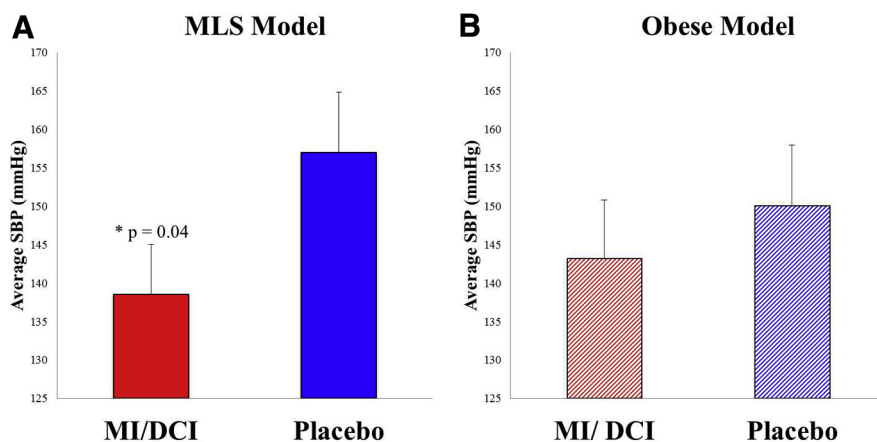 A
MLS Model
Average SBP (mmHg)
170
165
160
155
150
145
140
135
130
125
* p = 0.04
MI/DCI
Placebo
B
Obese Model
Average SBP (mmHg)
170
165
160
155
150
145
140
135
130
125
MI/ DCI
Placebo